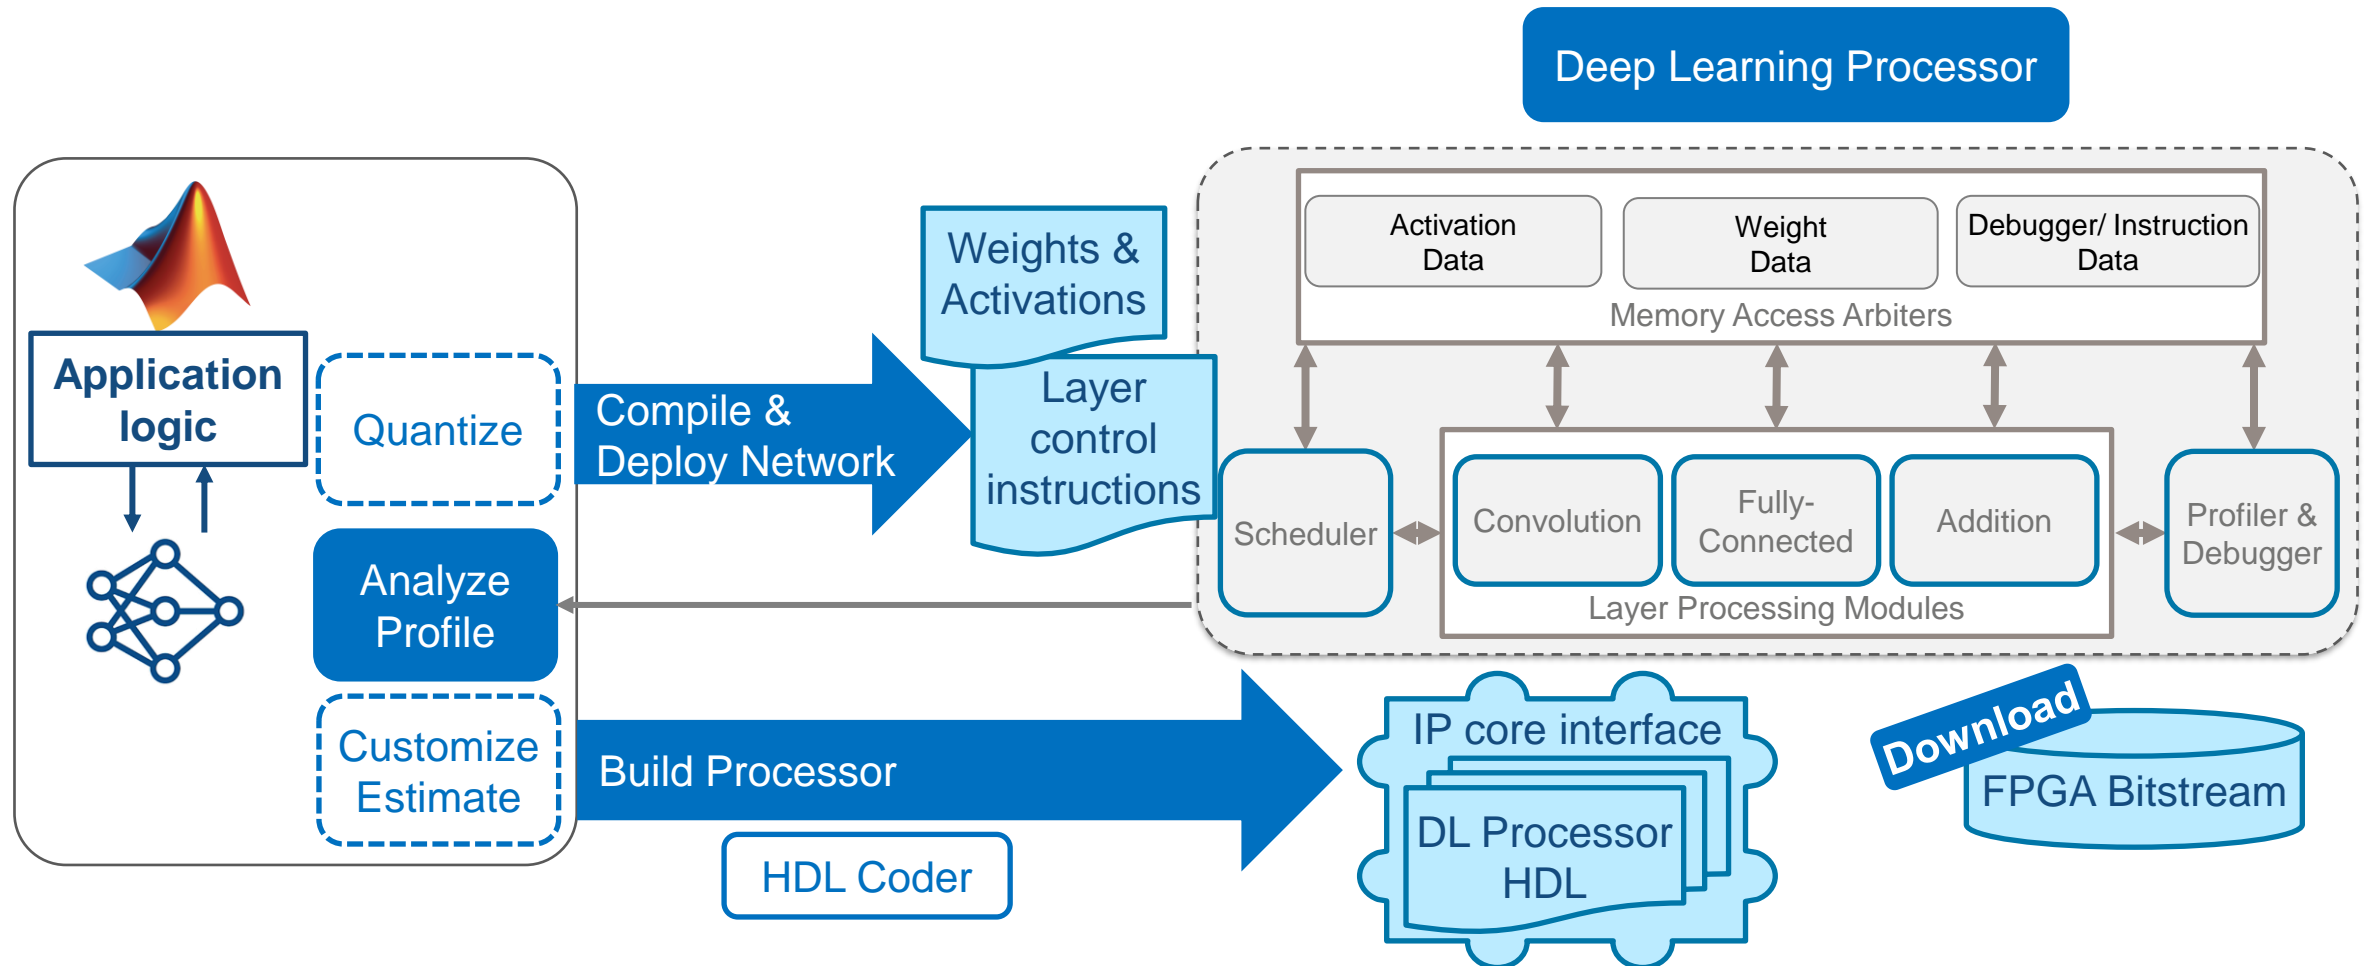 Deep Learning Processor
Application
logic
Quantize
Analyze
Profile
Customize
Estimate
Compile &
Deploy Network
Build Processor
HDL Coder
Weights &
Activations
Layer
control
instructions
Activation
Data
Weight
Data
Debugger/ Instruction
Data
Memory Access Arbiters
Scheduler
Convolution
Fully-
Connected
Addition
Layer Processing Modules
Profiler &
Debugger
IP core interface
DL Processor
HDL
Download
FPGA Bitstream